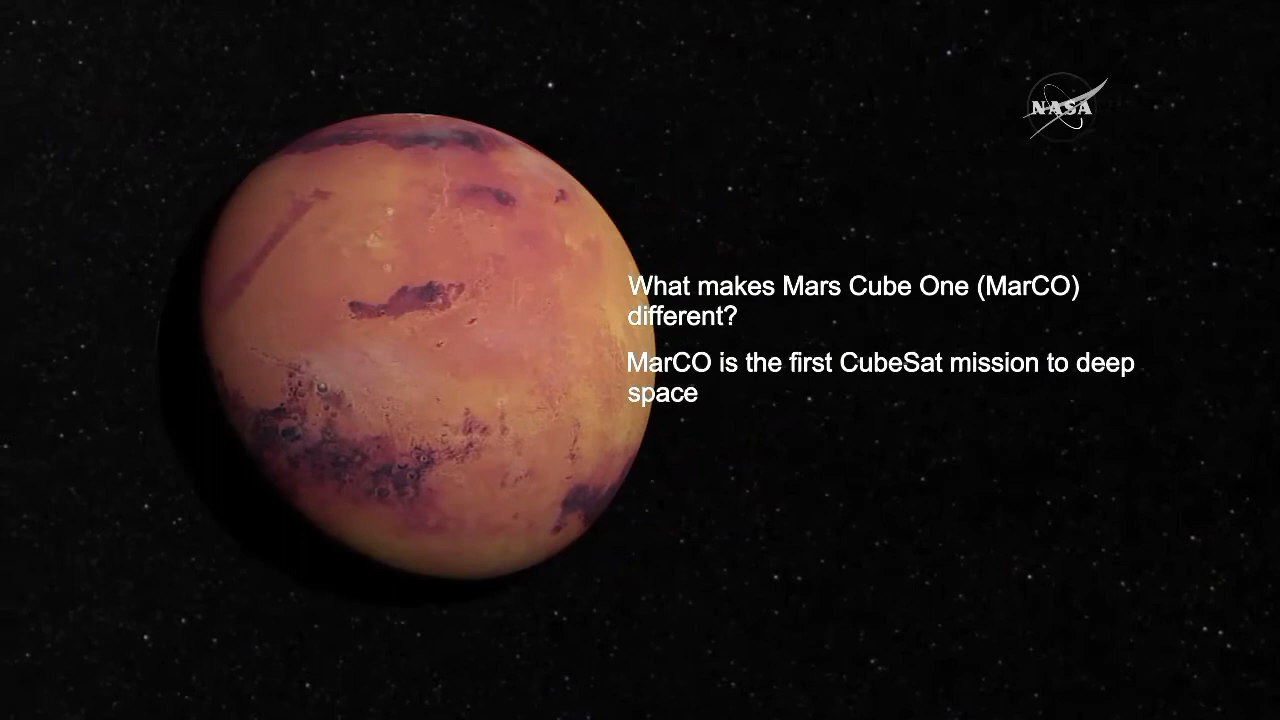 NASA
What makes Mars Cube One (MarCO)
different?
MarCO is the first CubeSat mission to deep
space